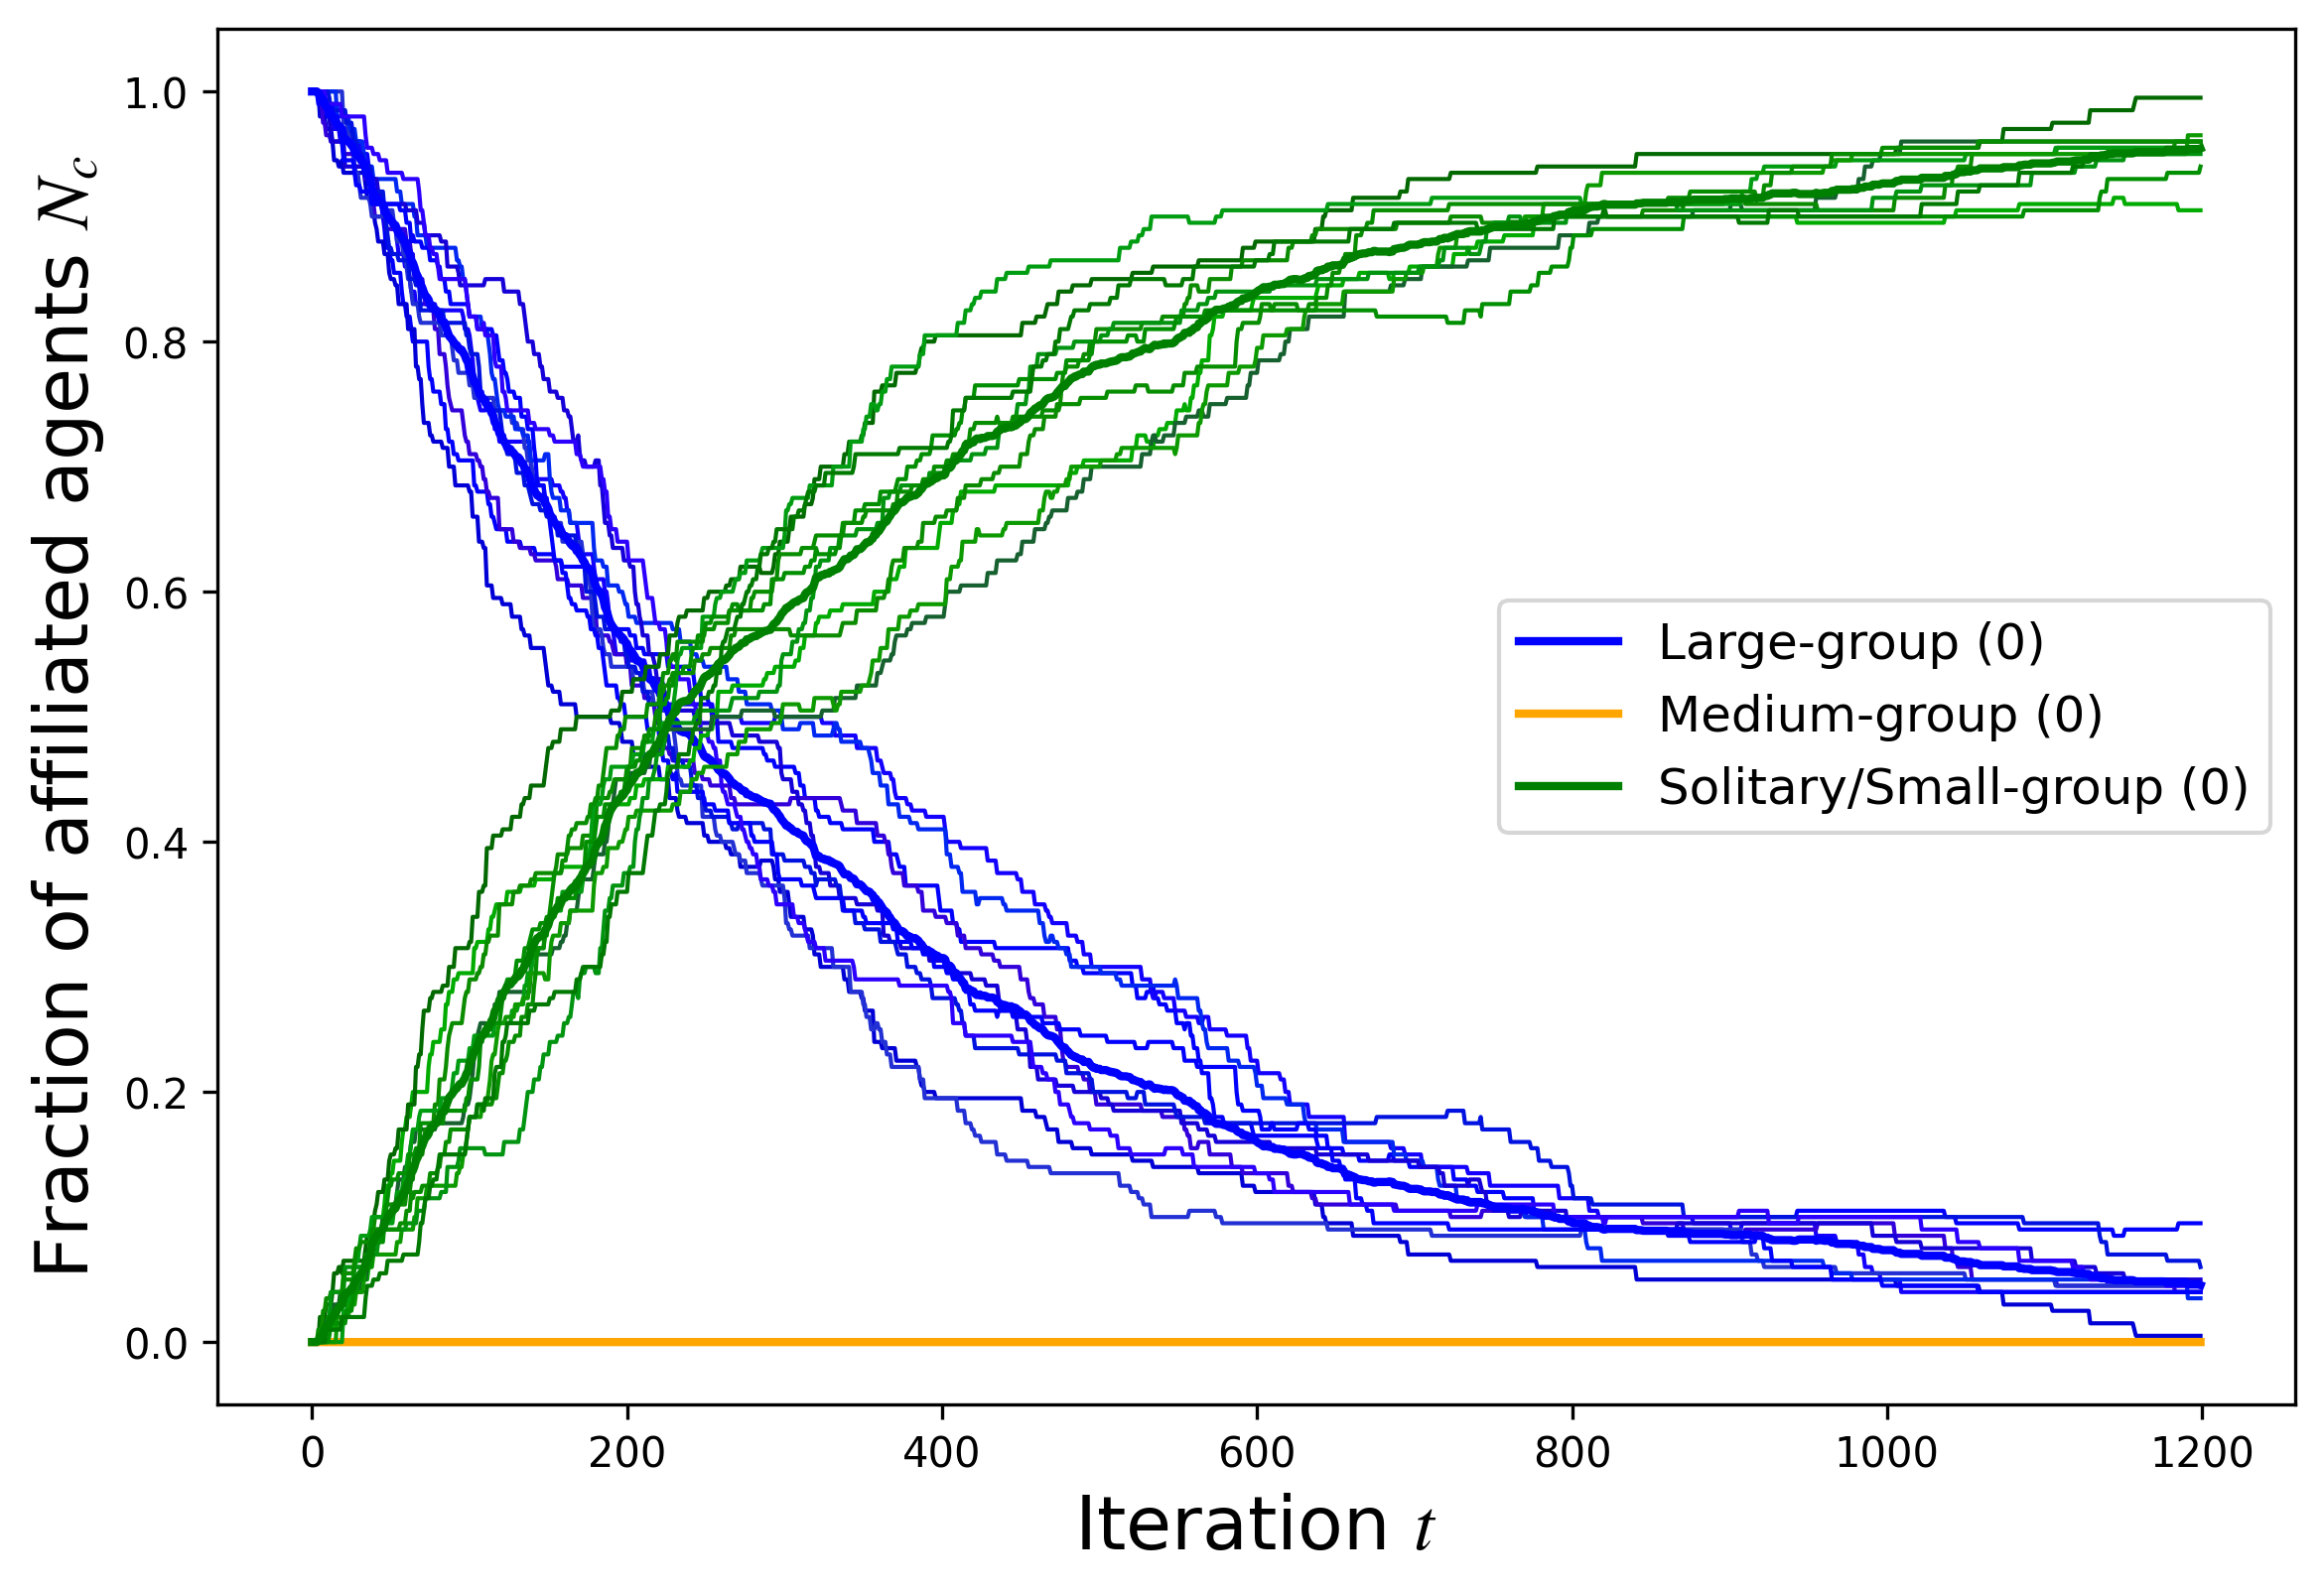 Fraction of affiliated agents N_c
1.0
0.8
0.6
0.4
0.2
0.0
Large-group (0)
Medium-group (0)
Solitary/Small-group (0)
0 200 400 600 800 1000 1200
Iteration t